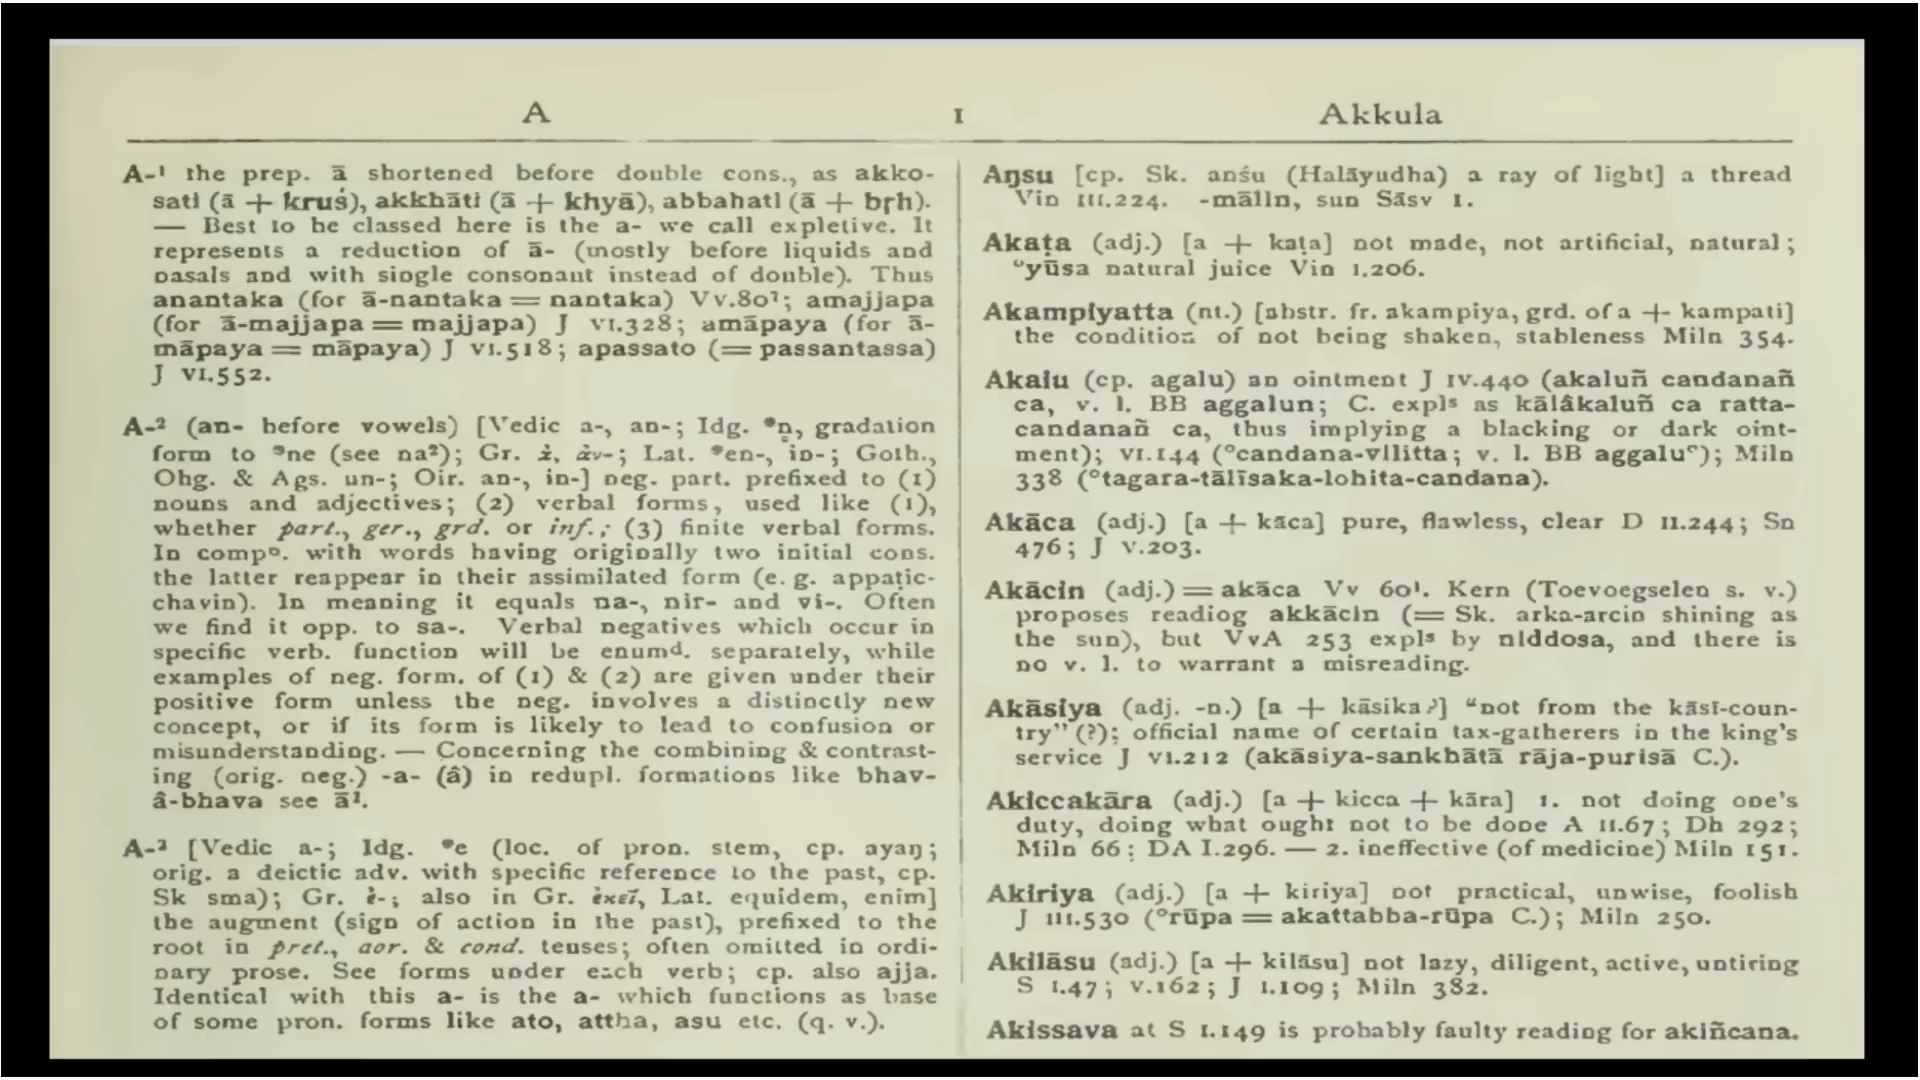 A
1
Akkula
A-¹ the prep. ā shortened before double cons., as akko-
sati (ā + kruś), akkhāti (ā + khyā), abbahati (ā + bṛh).
— Best to be classed here is the a- we call expletive. It
represents a reduction of ā- (mostly before liquids and
nasals and with single consonant instead of double). Thus
anantaka (for ā-nantaka = nantaka) Vv.80¹; amajjapa
(for ā-majjapa = majjapa) J VI.328; amāpaya (for ā-
māpaya = māpaya) J VI.518; apassato (= passantassa)
J VI.552.
A-² (an- before vowels) [Vedic a-, an-; Idg. *n̥, gradation
form to *ne (see na²); Gr. ἀ, ἀν-; Lat. *en-, in-; Goth.,
Ohg. & Ags. un-; Oir. an-, in-] neg. part. prefixed to (1)
nouns and adjectives; (2) verbal forms, used like (1),
whether part., ger., grd. or inf.; (3) finite verbal forms.
In compᵒ. with words having originally two initial cons.
the latter reappear in their assimilated form (e. g. appaṭic-
chavin). In meaning it equals na-, nir- and vi-. Often
we find it opp. to sa-. Verbal negatives which occur in
specific verb. function will be enumᵈ. separately, while
examples of neg. form. of (1) & (2) are given under their
positive form unless the neg. involves a distinctly new
concept, or if its form is likely to lead to confusion or
misunderstanding. — Concerning the combining & contrast-
ing (orig. neg.) -a- (â) in redupl. formations like bhav-
â-bhava see ā¹.
A-³ [Vedic a-; Idg. *e (loc. of pron. stem, cp. ayaŋ;
orig. a deictic adv. with specific reference to the past, cp.
Sk sma); Gr. ἐ-; also in Gr. ἐκεῖ, Lat. equidem, enim]
the augment (sign of action in the past), prefixed to the
root in pret., aor. & cond. tenses; often omitted in ordi-
nary prose. See forms under each verb; cp. also ajja.
Identical with this a- is the a- which functions as base
of some pron. forms like ato, attha, asu etc. (q. v.).
Aŋsu [cp. Sk. aŋśu (Halāyudha) a ray of light] a thread
Vin III.224. -mālin, sun Sāsv 1.
Akaṭa (adj.) [a + kaṭa] not made, not artificial, natural;
°yūsa natural juice Vin 1.206.
Akampiyatta (nt.) [abstr. fr. akampiya, grd. of a + kampati]
the condition of not being shaken, stableness Miln 354.
Akalu (cp. agalu) an ointment J IV.440 (akaluñ candanañ
ca, v. l. BB aggalun; C. explˢ as kālâkaluñ ca ratta-
candanañ ca, thus implying a blacking or dark oint-
ment); VI.144 (°candana-vilitta; v. l. BB aggalu°); Miln
338 (°tagara-tālīsaka-lohita-candana).
Akāca (adj.) [a + kāca] pure, flawless, clear D II.244; Sn
476; J V.203.
Akācin (adj.) = akāca Vv 60¹. Kern (Toevoegselen s. v.)
proposes reading akkācin (= Sk. arka-arcin shining as
the sun), but VvA 253 explˢ by niddosa, and there is
no v. l. to warrant a misreading.
Akāsiya (adj. -n.) [a + kāsika?] “not from the kāsī-coun-
try” (?); official name of certain tax-gatherers in the king's
service J VI.212 (akāsiya-sankhātā rāja-purisā C.).
Akiccakāra (adj.) [a + kicca + kāra] 1. not doing one's
duty, doing what ought not to be done A II.67; Dh 292;
Miln 66; DA I.296. — 2. ineffective (of medicine) Miln 151.
Akiriya (adj.) [a + kiriya] not practical, unwise, foolish
J III.530 (°rūpa = akattabba-rūpa C.); Miln 250.
Akilāsu (adj.) [a + kilāsu] not lazy, diligent, active, untiring
S 1.47; V.162; J 1.109; Miln 382.
Akissava at S 1.149 is probably faulty reading for akiñcana.